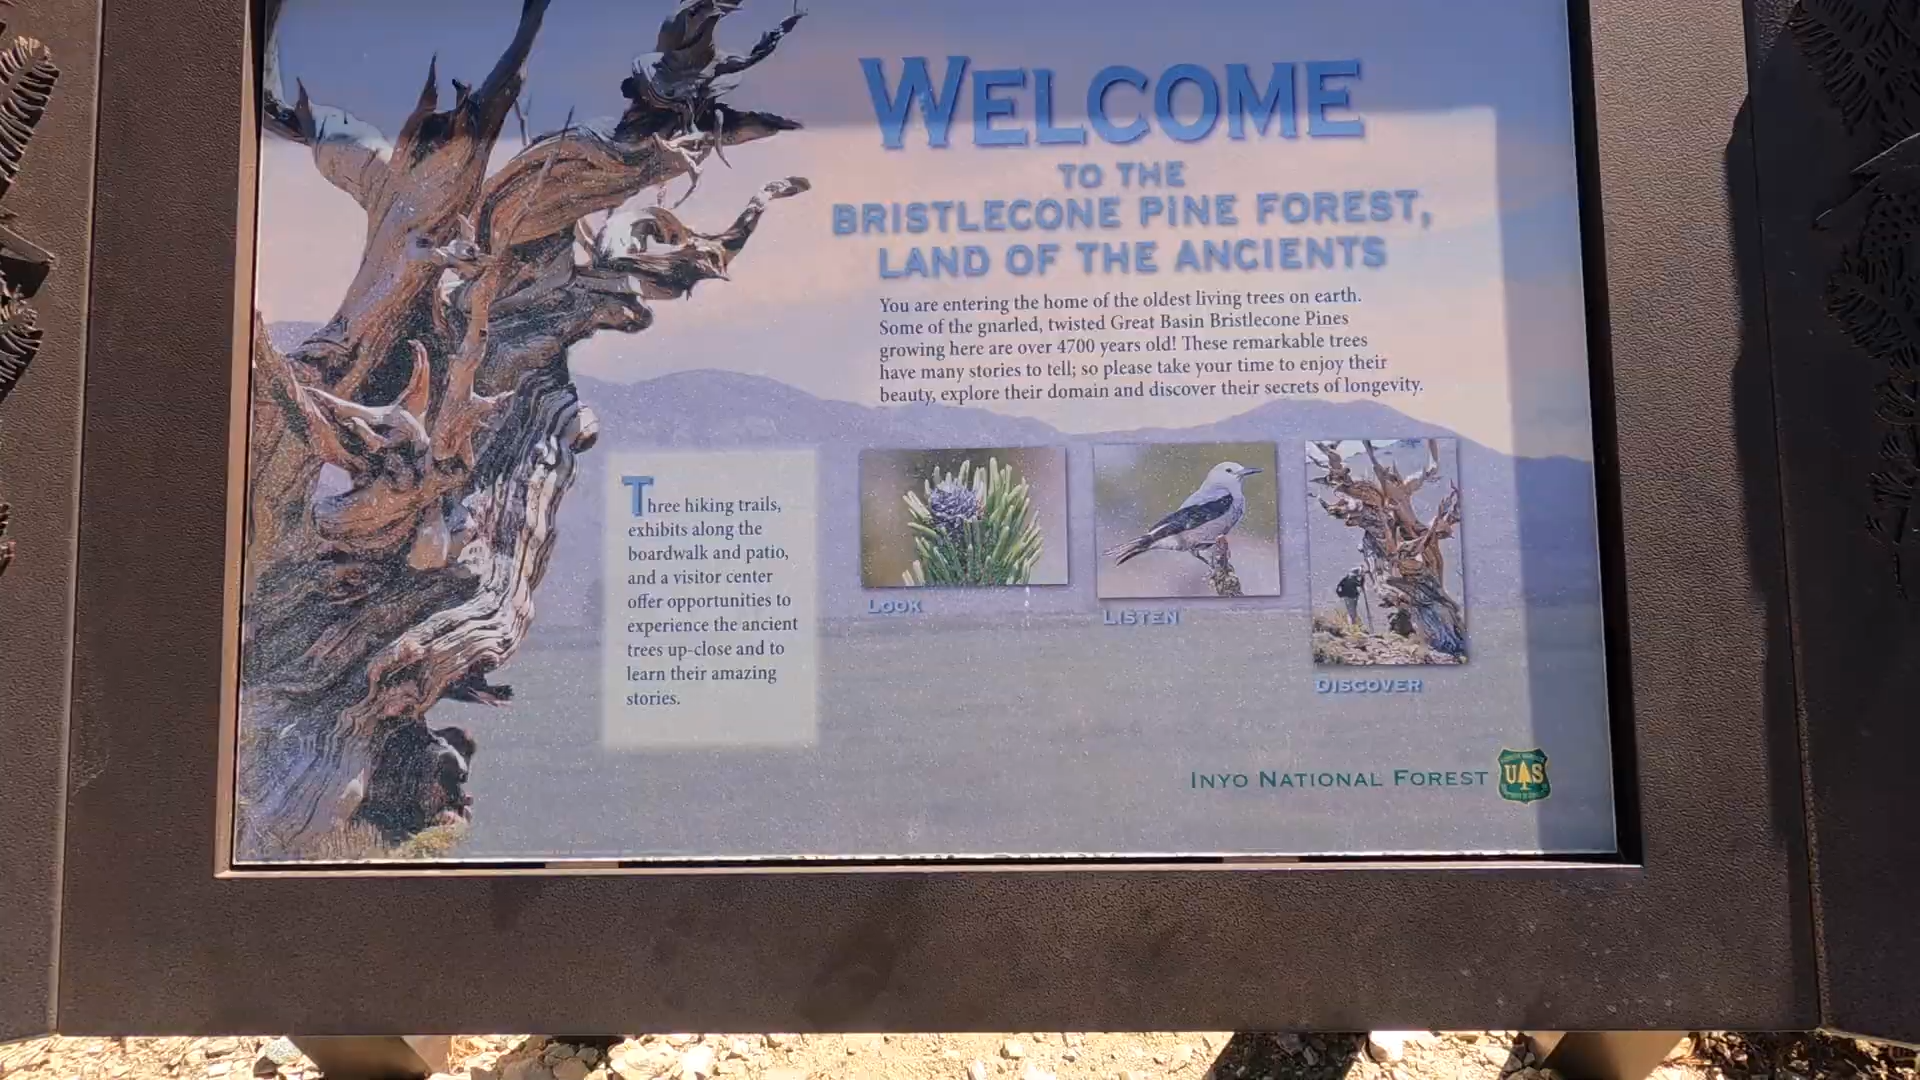 WELCOME
TO THE
BRISTLECONE PINE FOREST,
LAND OF THE ANCIENTS
You are entering the home of the oldest living trees on earth.
Some of the gnarled, twisted Great Basin Bristlecone Pines
growing here are over 4700 years old! These remarkable trees
have many stories to tell; so please take your time to enjoy their
beauty, explore their domain and discover their secrets of longevity.
Three hiking trails,
exhibits along the
boardwalk and patio,
and a visitor center
offer opportunities to
experience the ancient
trees up-close and to
learn their amazing
stories.
LOOK
LISTEN
DISCOVER
INYO NATIONAL FOREST
U S